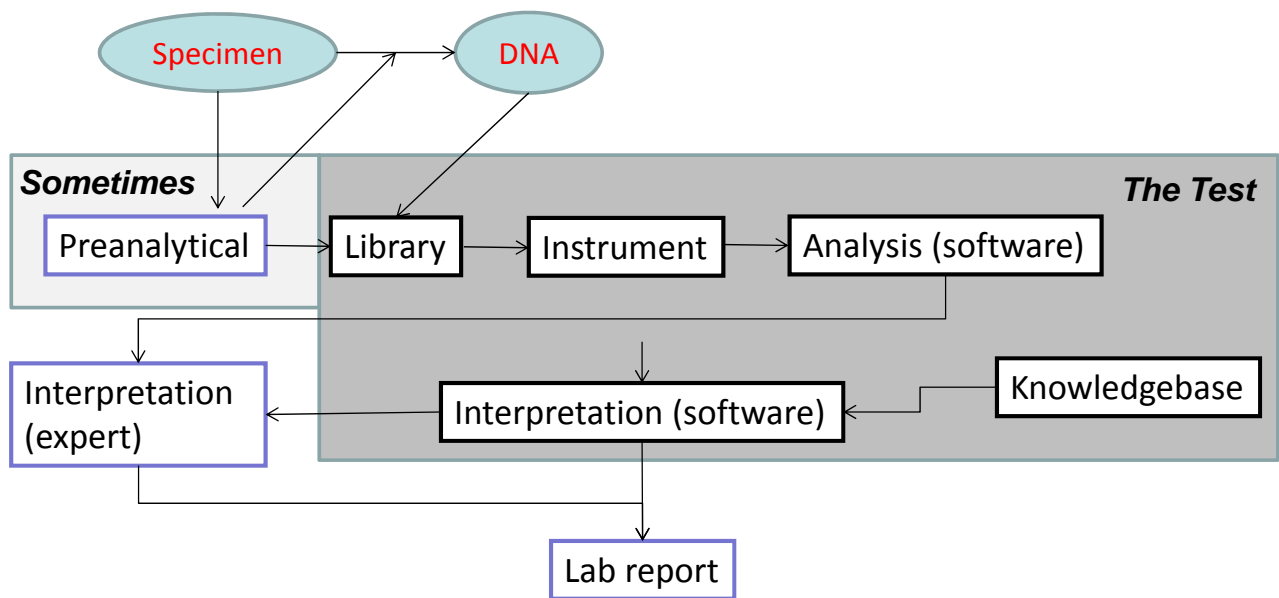 Specimen
DNA
Sometimes
The Test
Preanalytical
Library
Instrument
Analysis (software)
Interpretation
(expert)
Interpretation (software)
Knowledgebase
Lab report